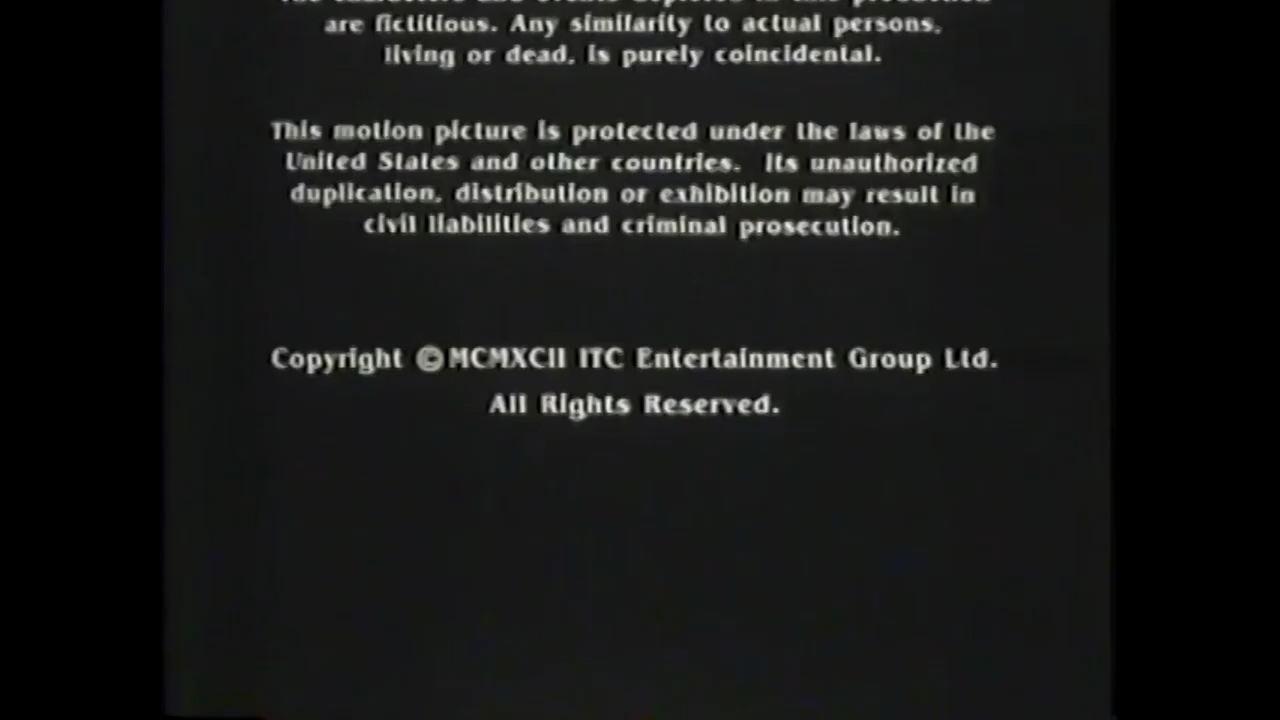 are fictitious. Any similarity to actual persons,
living or dead, is purely coincidental.
This motion picture is protected under the laws of the
United States and other countries. Its unauthorized
duplication, distribution or exhibition may result in
civil liabilities and criminal prosecution.
Copyright ©MCMXCII ITC Entertainment Group Ltd.
All Rights Reserved.